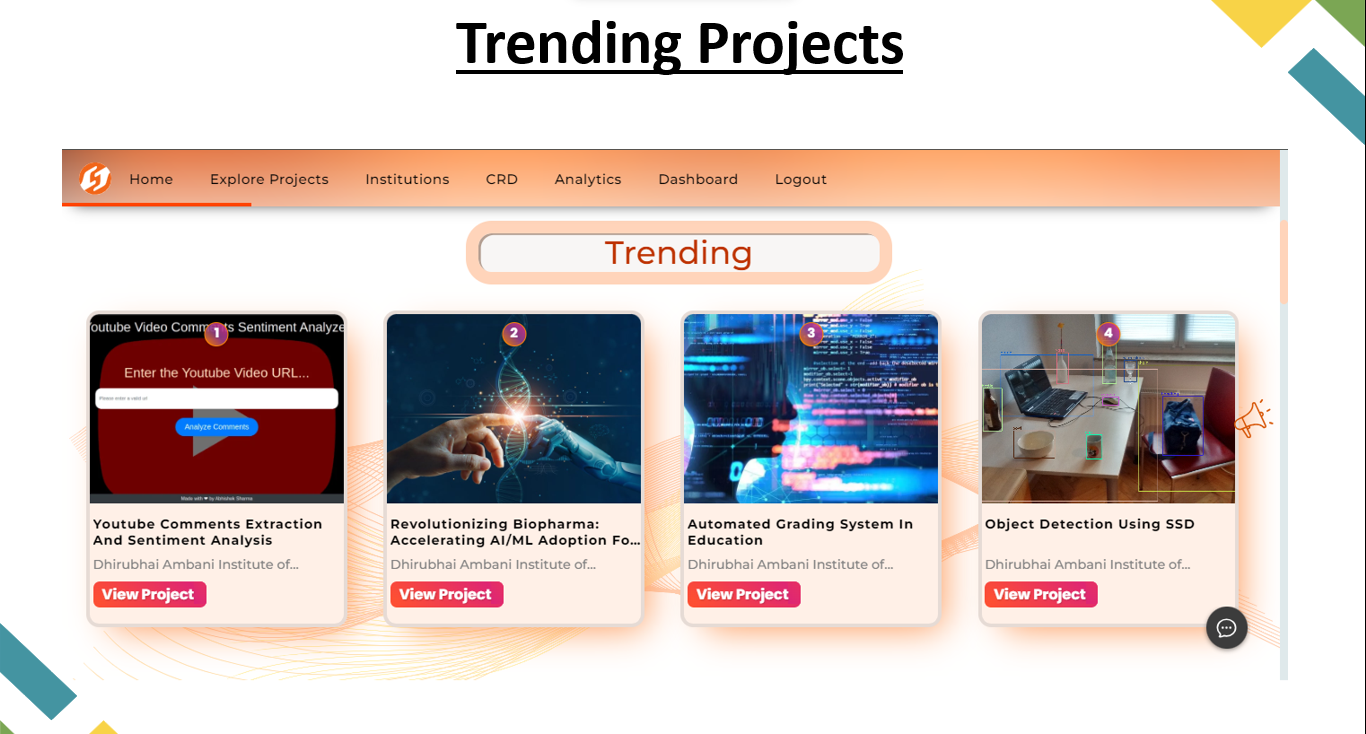 Trending Projects
Home Explore Projects Institutions CRD Analytics Dashboard Logout
Trending
outube Video Comments Sentiment Analyze
1
Enter the Youtube Video URL...
Please enter a valid url
Analyze Comments
Made with ❤ by Abhishek Sharma
Youtube Comments Extraction
And Sentiment Analysis
Dhirubhai Ambani Institute of...
View Project
2
Revolutionizing Biopharma:
Accelerating AI/ML Adoption Fo...
Dhirubhai Ambani Institute of...
View Project
3
Automated Grading System In
Education
Dhirubhai Ambani Institute of...
View Project
4
Object Detection Using SSD
Dhirubhai Ambani Institute of...
View Project